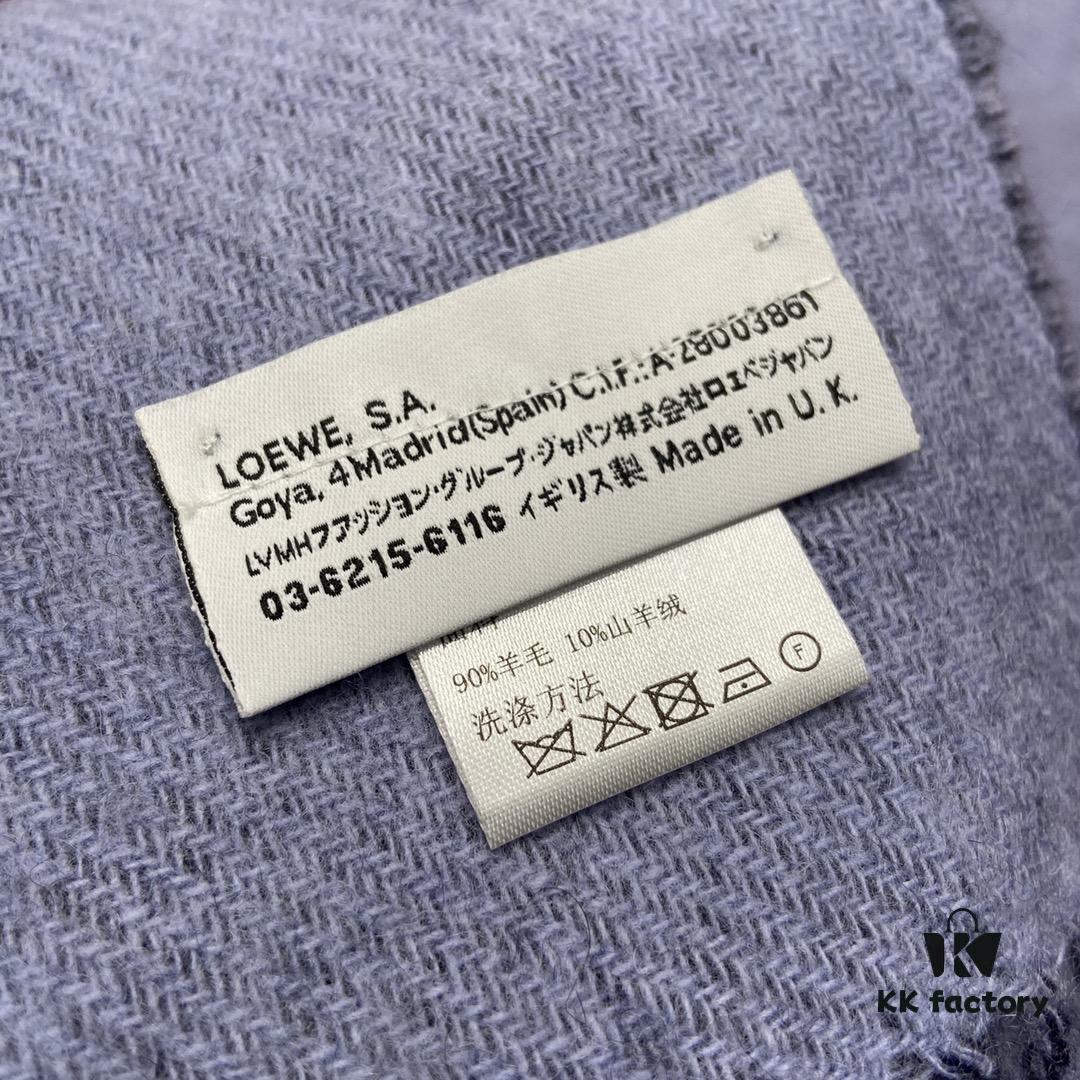 LOEWE, S.A.
Goya, 4 Madrid (Spain) C.I.F.: A-28003861
LVMHファッション・グループ・ジャパン株式会社ロエベジャパン
03-6215-6116 イギリス製 Made in U.K.
90%羊毛 10%山羊绒
洗涤方法
F
KK factory